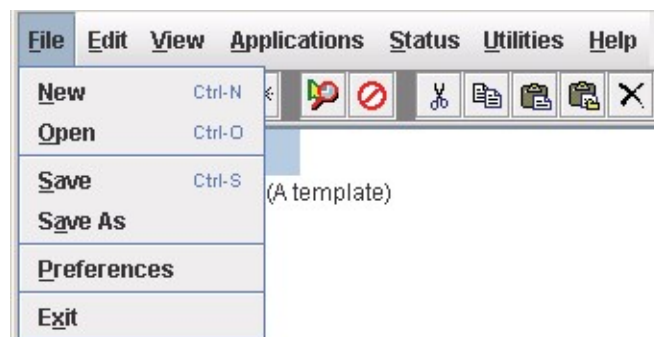 File Edit View Applications Status Utilities Help
New Ctrl-N
Open Ctrl-O
Save Ctrl-S
(A template)
Save As
Preferences
Exit